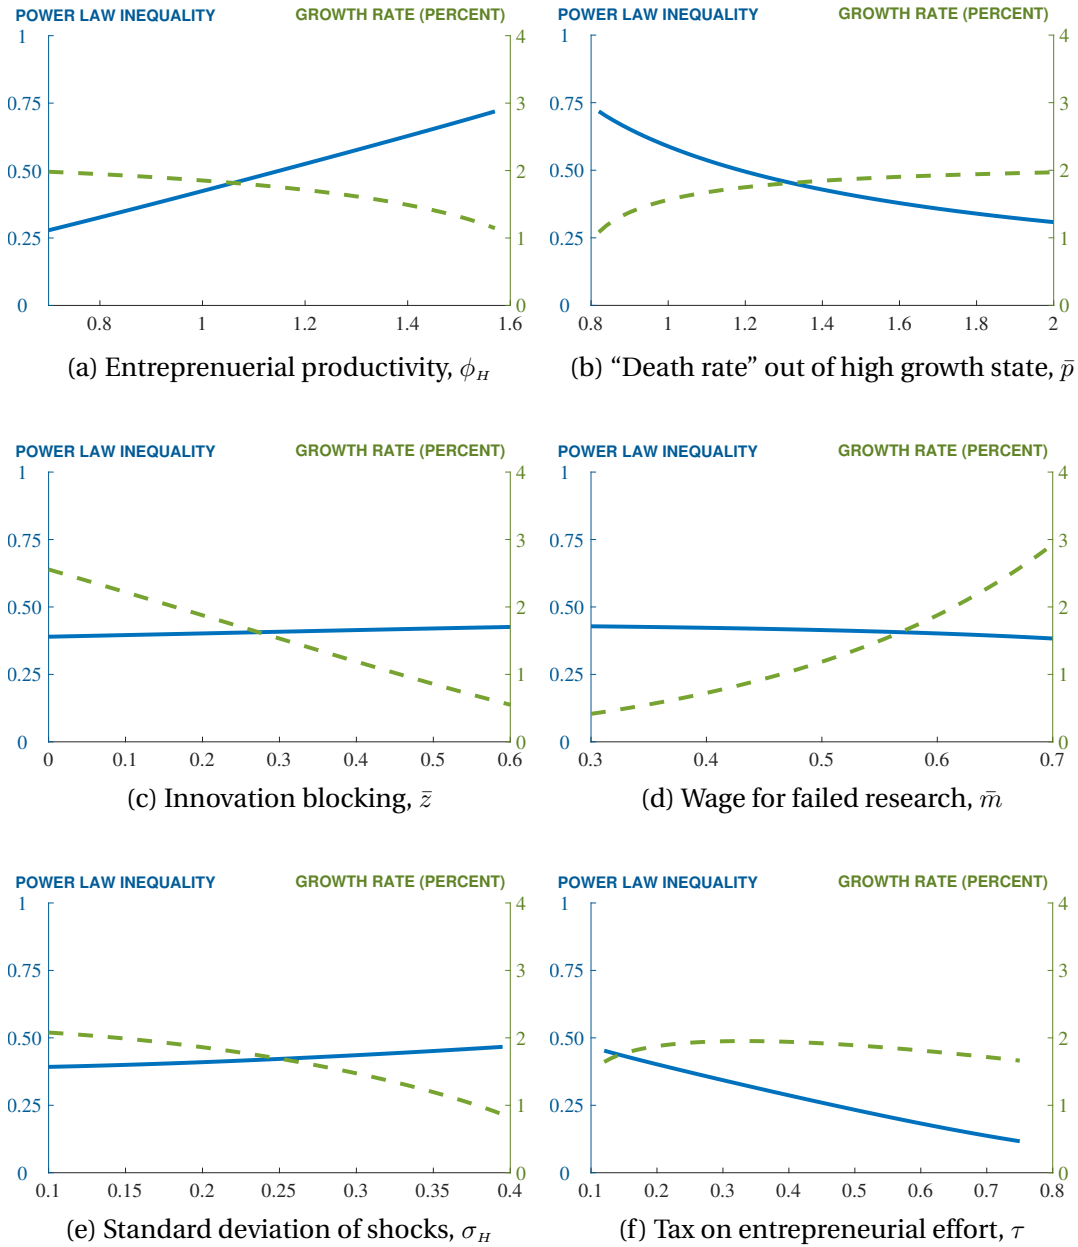 POWER LAW INEQUALITY GROWTH RATE (PERCENT) POWER LAW INEQUALITY GROWTH RATE (PERCENT)
1 4 1 4
0.75 3 0.75 3
0.50 2 0.50 2
0.25 1 0.25 1
0 0 0 0
0.8 1 1.2 1.4 1.6 0.8 1 1.2 1.4 1.6 1.8 2
(a) Entreprenuerial productivity, ϕ_H (b) “Death rate” out of high growth state, p̄
POWER LAW INEQUALITY GROWTH RATE (PERCENT) POWER LAW INEQUALITY GROWTH RATE (PERCENT)
1 4 1 4
0.75 3 0.75 3
0.50 2 0.50 2
0.25 1 0.25 1
0 0 0 0
0 0.1 0.2 0.3 0.4 0.5 0.6 0.3 0.4 0.5 0.6 0.7
(c) Innovation blocking, z̄ (d) Wage for failed research, m̄
POWER LAW INEQUALITY GROWTH RATE (PERCENT) POWER LAW INEQUALITY GROWTH RATE (PERCENT)
1 4 1 4
0.75 3 0.75 3
0.50 2 0.50 2
0.25 1 0.25 1
0 0 0 0
0.1 0.15 0.2 0.25 0.3 0.35 0.4 0.1 0.2 0.3 0.4 0.5 0.6 0.7 0.8
(e) Standard deviation of shocks, σ_H (f) Tax on entrepreneurial effort, τ